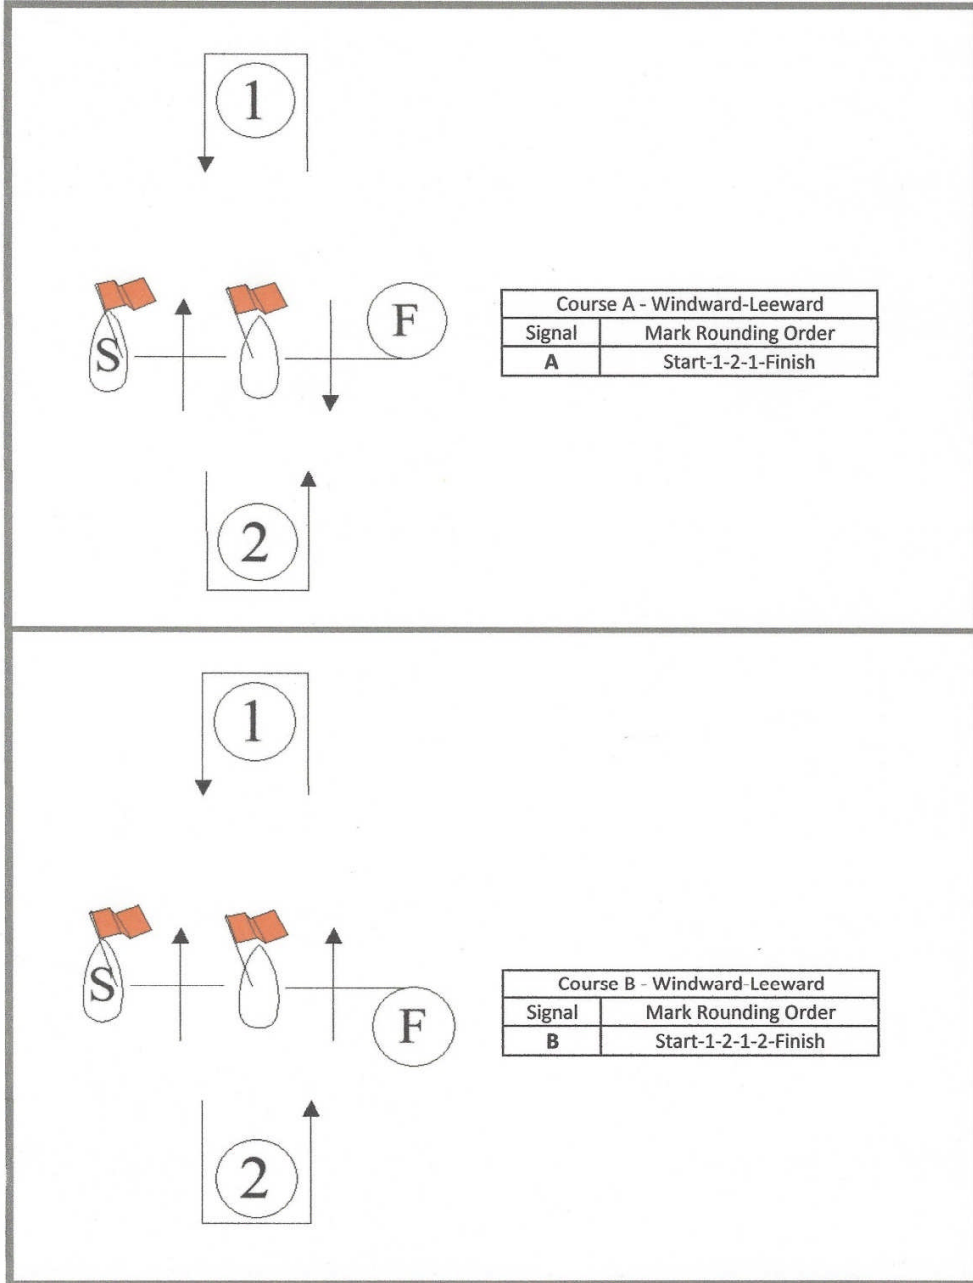 1
S
F
Course A - Windward-Leeward
Signal Mark Rounding Order
A Start-1-2-1-Finish
2
1
S
F
Course B - Windward-Leeward
Signal Mark Rounding Order
B Start-1-2-1-2-Finish
2